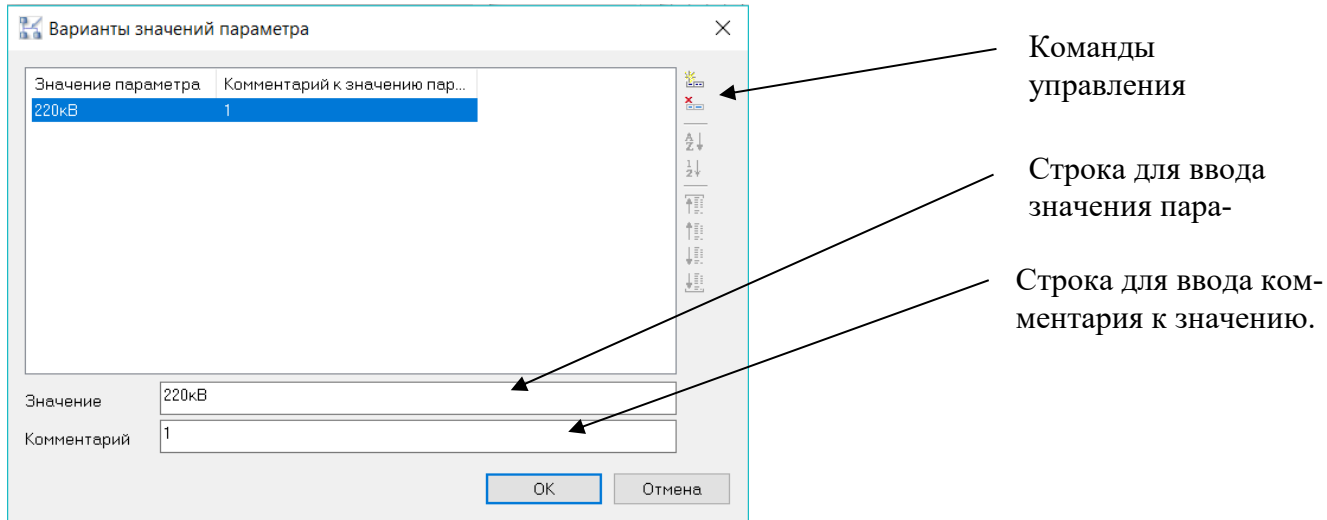 Варианты значений параметра
Команды
управления
Значение параметра Комментарий к значению пар...
220кВ 1
Строка для ввода
значения пара-
Строка для ввода ком-
ментария к значению.
Значение 220кВ
Комментарий 1
OK Отмена